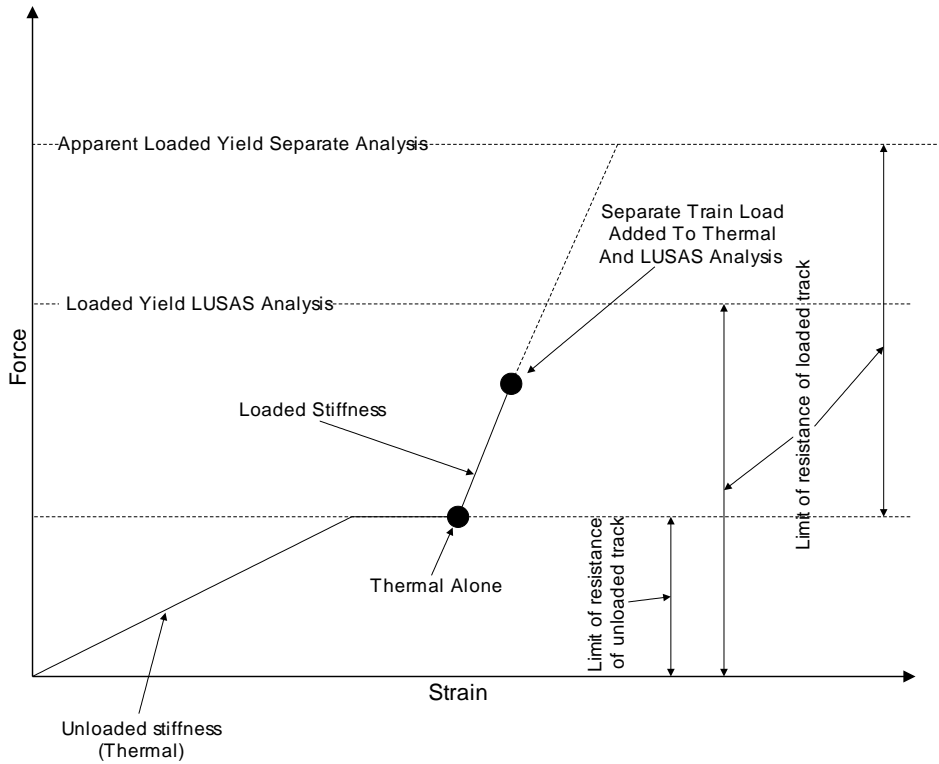 Apparent Loaded Yield Separate Analysis
Separate Train Load
Added To Thermal
And LUSAS Analysis
Loaded Yield LUSAS Analysis
Force
Loaded Stiffness
Limit of resistance of loaded track
Limit of resistance
of unloaded track
Thermal Alone
Strain
Unloaded stiffness
(Thermal)